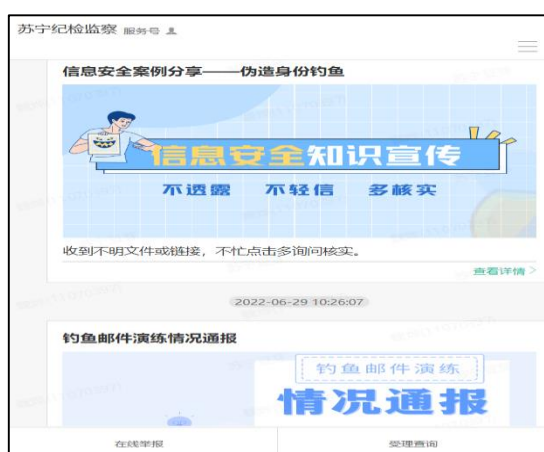 苏宁纪检监察 服务号
信息安全案例分享——伪造身份钓鱼
信息安全知识宣传
不透露 不轻信 多核实
收到不明文件或链接，不忙点击多询问核实。
查看详情 >
2022-06-29 10:26:07
钓鱼邮件演练情况通报
钓鱼邮件演练
情况通报
在线举报 受理查询